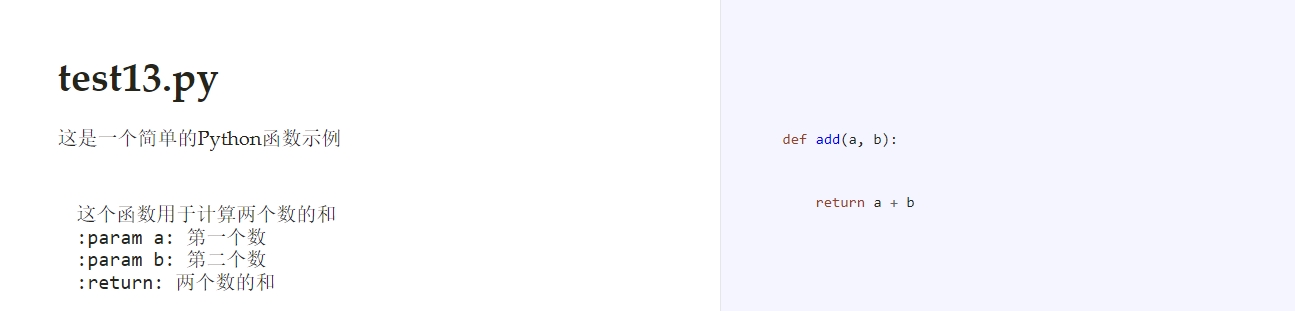 test13.py
这是一个简单的Python函数示例
def add(a, b):
这个函数用于计算两个数的和
:param a: 第一个数
:param b: 第二个数
:return: 两个数的和
return a + b